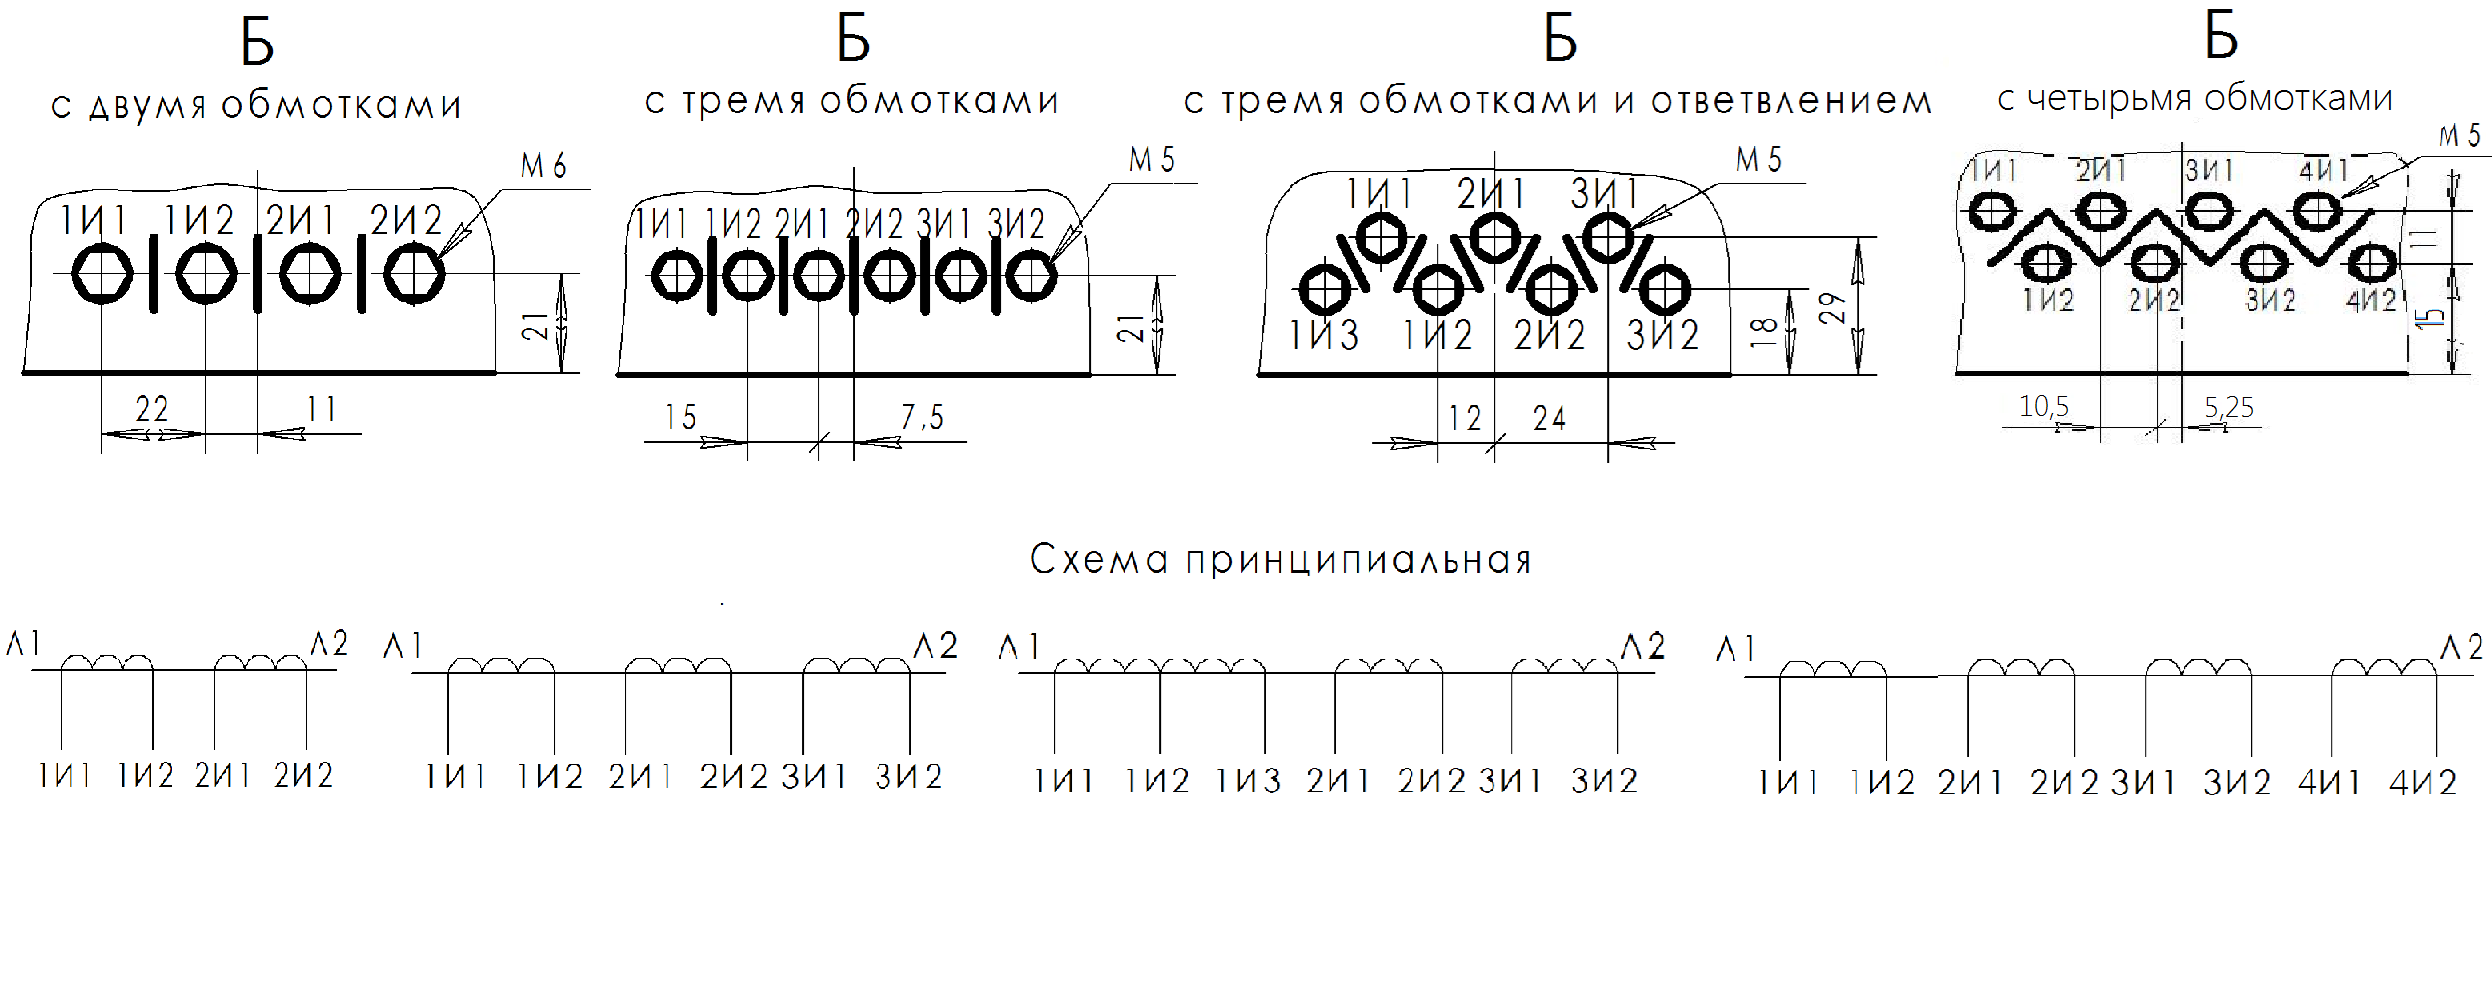 Б
с двумя обмотками
М 6
1И1 1И2 2И1 2И2
21
22
11
Б
с тремя обмотками
М 5
1И1 1И2 2И1 2И2 3И1 3И2
21
15
7,5
Б
с тремя обмотками и ответвлением
М 5
1И1 2И1 3И1
1И3 1И2 2И2 3И2
18
29
12
24
Б
с четырьмя обмотками
М 5
1И1 2И1 3И1 4И1
1И2 2И2 3И2 4И2
11
15
10,5
5,25
Схема принципиальная
Л1 Л2
1И1 1И2 2И1 2И2
Л1 Л2
1И1 1И2 2И1 2И2 3И1 3И2
Л1 Л2
1И1 1И2 1И3 2И1 2И2 3И1 3И2
Л1 Л2
1И1 1И2 2И1 2И2 3И1 3И2 4И1 4И2